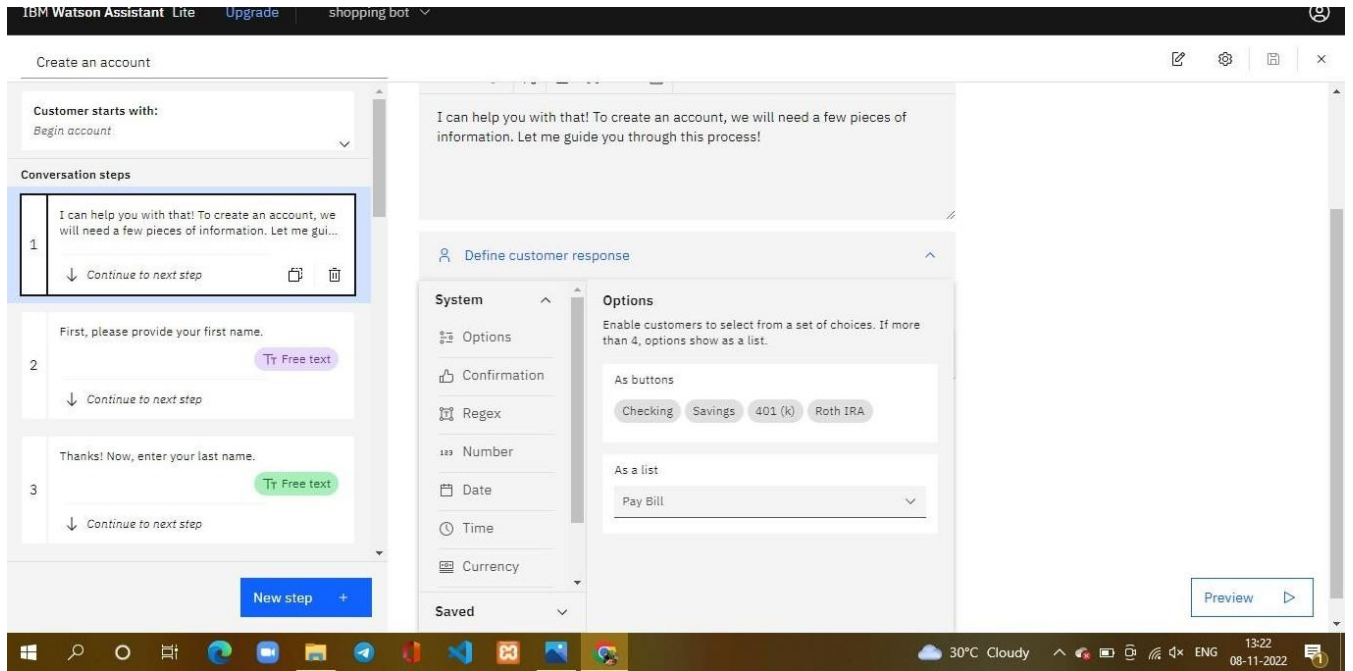 IBM Watson Assistant Lite Upgrade shopping bot
Create an account
Customer starts with:
Begin account
Conversation steps
1
I can help you with that! To create an account, we
will need a few pieces of information. Let me gui...
Continue to next step
2
First, please provide your first name.
Tт Free text
Continue to next step
3
Thanks! Now, enter your last name.
Tт Free text
Continue to next step
New step +
I can help you with that! To create an account, we will need a few pieces of
information. Let me guide you through this process!
Define customer response
System
Options
Confirmation
Regex
123 Number
Date
Time
Currency
Saved
Options
Enable customers to select from a set of choices. If more
than 4, options show as a list.
As buttons
Checking Savings 401 (k) Roth IRA
As a list
Pay Bill
Preview
30°C Cloudy ENG 13:22
08-11-2022
1